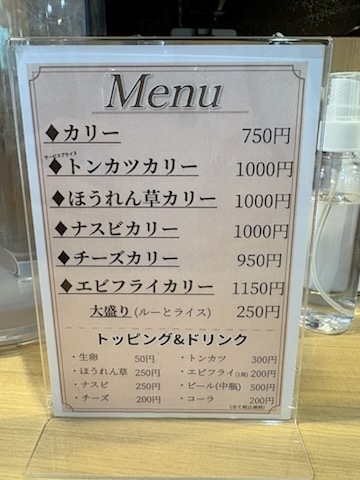 Menu
◆カリー 750円
サービスプライス
◆トンカツカリー 1000円
◆ほうれん草カリー 1000円
◆ナスビカリー 1000円
◆チーズカリー 950円
◆エビフライカリー 1150円
大盛り(ルーとライス) 250円
トッピング&ドリンク
・生卵 50円 ・トンカツ 300円
・ほうれん草 250円 ・エビフライ(1尾) 200円
・ナスビ 250円 ・ビール(中瓶) 500円
・チーズ 200円 ・コーラ 200円
(全て税込価格)